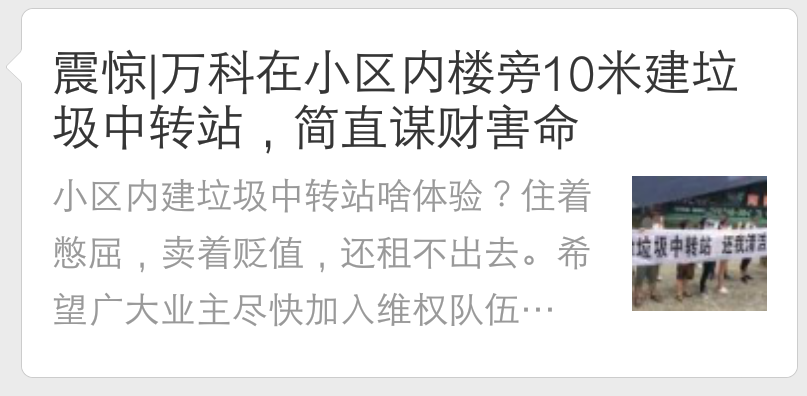 震惊|万科在小区内楼旁10米建垃
圾中转站，简直谋财害命
小区内建垃圾中转站啥体验？住着
憋屈，卖着贬值，还租不出去。希
望广大业主尽快加入维权队伍…
垃圾中转站 还我清洁